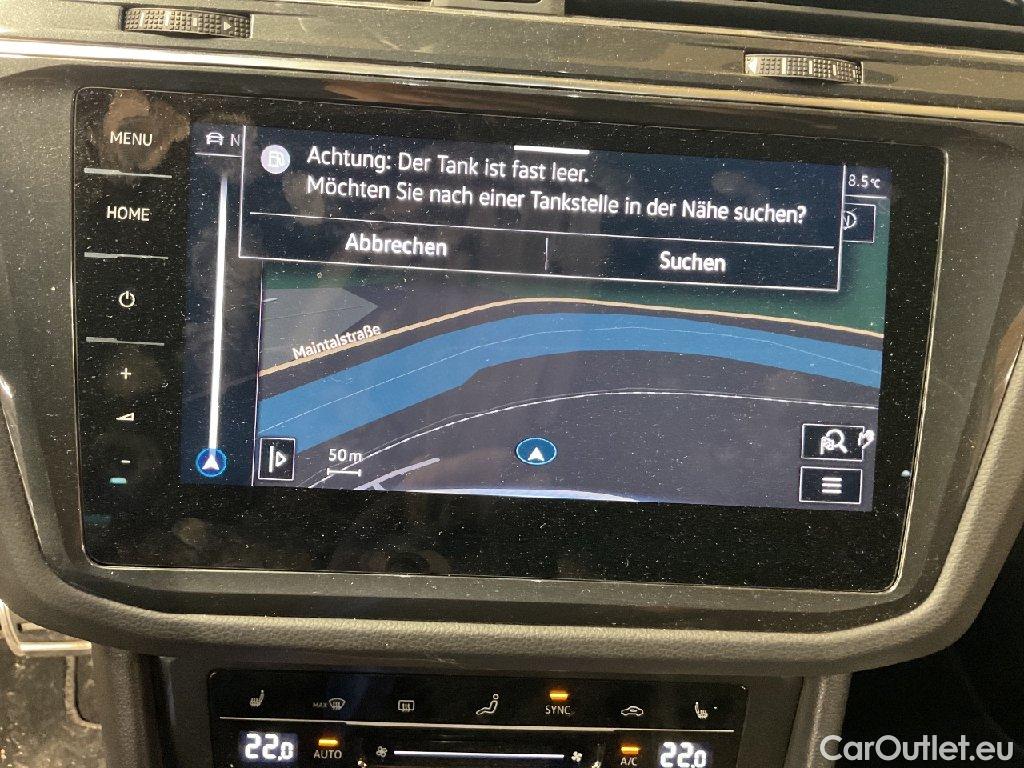 MENU
HOME
N
Achtung: Der Tank ist fast leer.
Möchten Sie nach einer Tankstelle in der Nähe suchen?
Abbrechen
Suchen
8.5°C
Maintalstraße
50 m
+
-
MAX
SYNC
22.0
AUTO
A/C
22.0
CarOutlet.eu